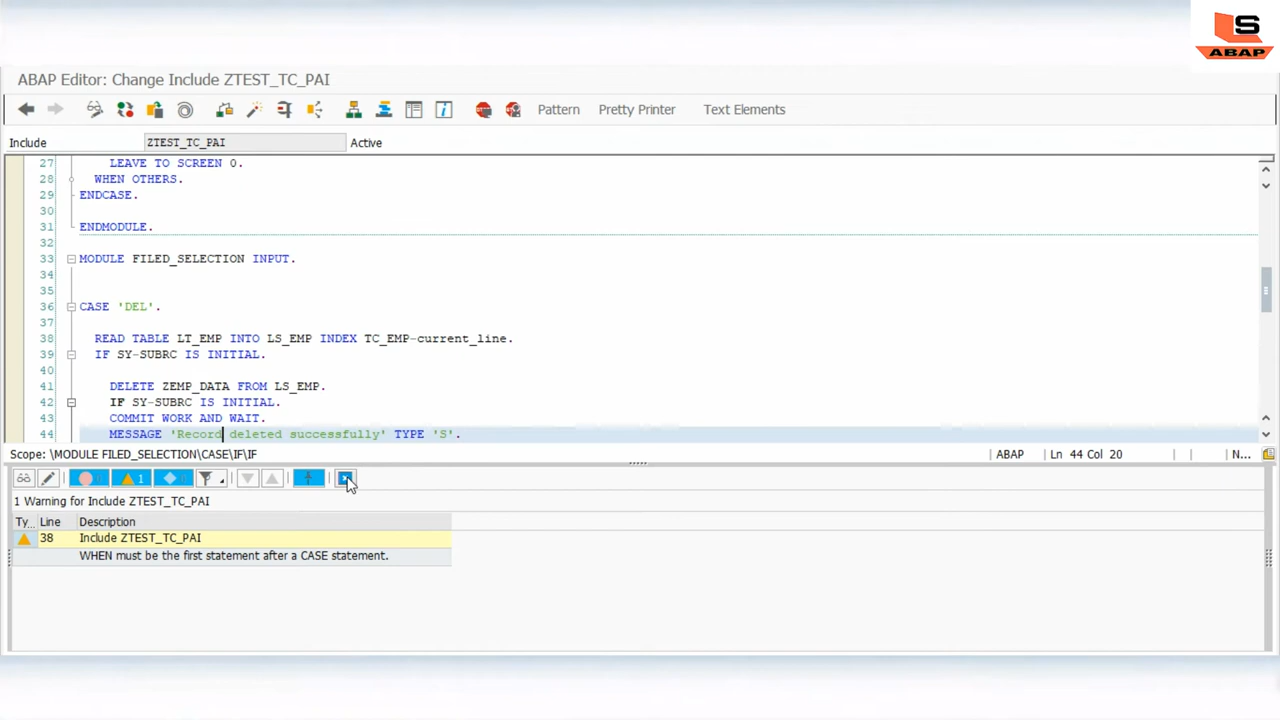 S
ABAP
ABAP Editor: Change Include ZTEST_TC_PAI
Pattern Pretty Printer Text Elements
Include ZTEST_TC_PAI Active
27 LEAVE TO SCREEN 0.
28 WHEN OTHERS.
29 ENDCASE.
30
31 ENDMODULE.
32
33 MODULE FILED_SELECTION INPUT.
34
35
36 CASE 'DEL'.
37
38 READ TABLE LT_EMP INTO LS_EMP INDEX TC_EMP-current_line.
39 IF SY-SUBRC IS INITIAL.
40
41 DELETE ZEMP_DATA FROM LS_EMP.
42 IF SY-SUBRC IS INITIAL.
43 COMMIT WORK AND WAIT.
44 MESSAGE 'Record deleted successfully' TYPE 'S'.
Scope: \MODULE FILED_SELECTION\CASE\IF\IF ABAP Ln 44 Col 20 N...
1
1 Warning for Include ZTEST_TC_PAI
Ty... Line Description
38 Include ZTEST_TC_PAI
WHEN must be the first statement after a CASE statement.